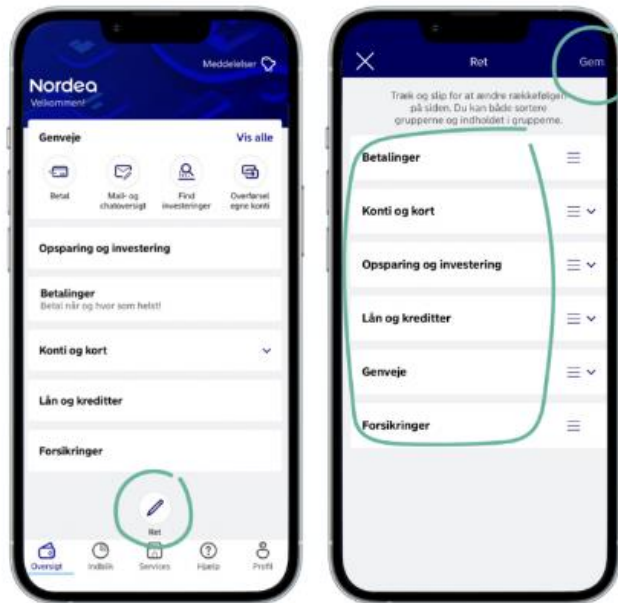 Meddelelser
Nordea
Velkommen!
Genveje
Vis alle
Betal
Mail- og
chatoversigt
Find
investeringer
Overførsel
egne konti
Opsparing og investering
Betalinger
Betal når og hvor som helst!
Konti og kort
Lån og kreditter
Forsikringer
Ret
Oversigt
Indblik
Services
Hjælp
Profil
Ret
Gem
Træk og slip for at ændre rækkefølgen
på siden. Du kan både sortere
grupperne og indholdet i grupperne.
Betalinger
Konti og kort
Opsparing og investering
Lån og kreditter
Genveje
Forsikringer